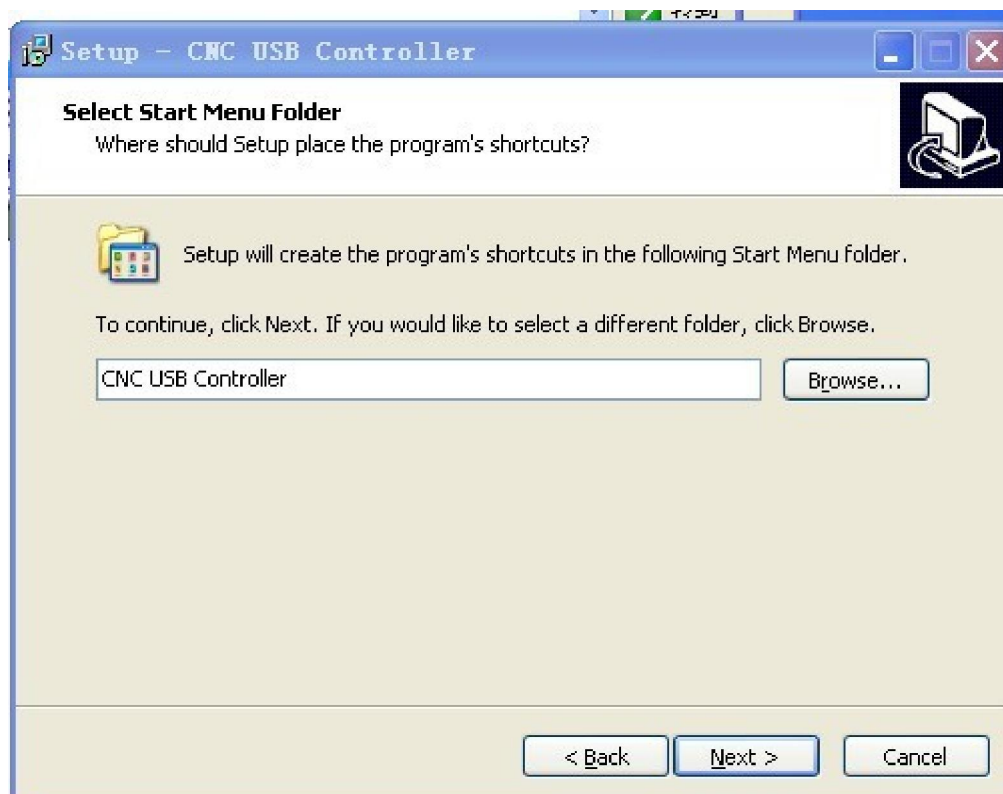 Setup - CNC USB Controller
Select Start Menu Folder
Where should Setup place the program's shortcuts?
Setup will create the program's shortcuts in the following Start Menu folder.
To continue, click Next. If you would like to select a different folder, click Browse.
CNC USB Controller
Browse...
< Back
Next >
Cancel